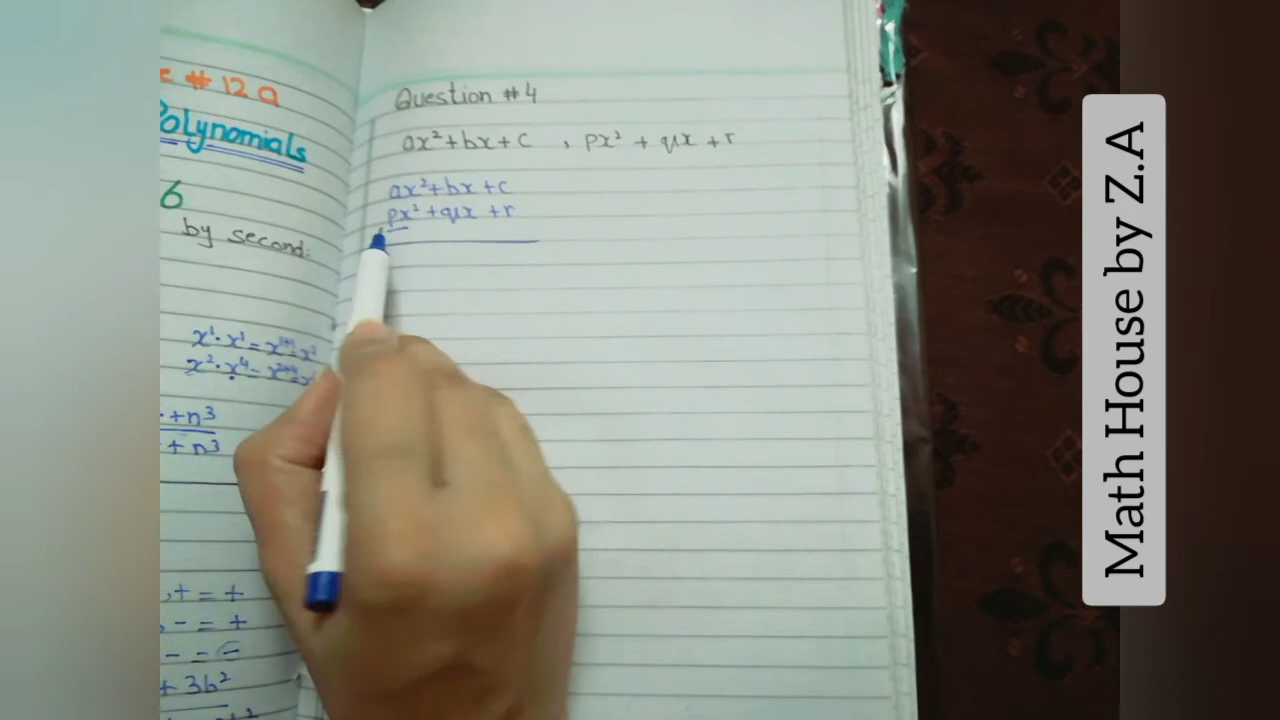 # 12 a
Polynomials
6
by second:
x¹·x¹ = x¹⁺¹ = x²
x²·x⁴ = x²⁺⁴ =
+n³
+ n³
+ = +
- = +
- - =
+ 3b²
Question #4
ax²+bx+c , px² + qx + r
ax²+bx+c
px²+qx+r
Math House by Z.A